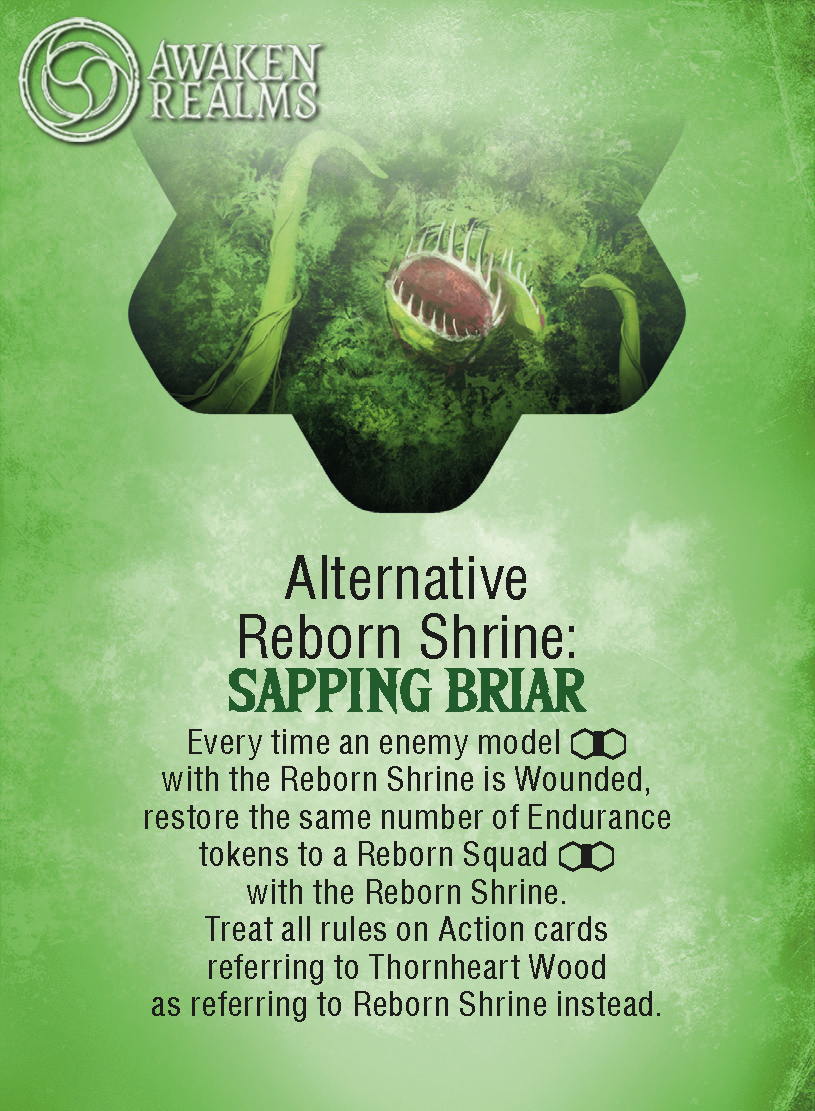 AWAKEN
REALMS
Alternative
Reborn Shrine:
SAPPING BRIAR
Every time an enemy model
with the Reborn Shrine is Wounded,
restore the same number of Endurance
tokens to a Reborn Squad
with the Reborn Shrine.
Treat all rules on Action cards
referring to Thornheart Wood
as referring to Reborn Shrine instead.